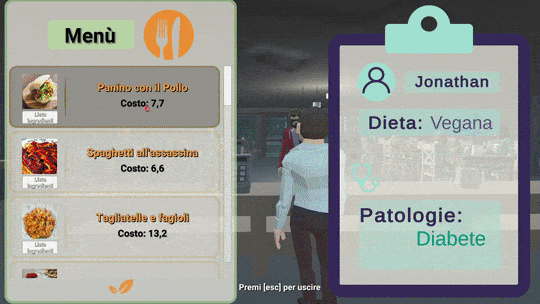 Menù
Panino con il Pollo
Costo: 7,7
Lista
Ingredienti
Spaghetti all'assassina
Costo: 6,6
Lista
Ingredienti
Tagliatelle e fagioli
Costo: 13,2
Lista
Ingredienti
Premi [esc] per uscire
Jonathan
Dieta: Vegana
Patologie:
Diabete